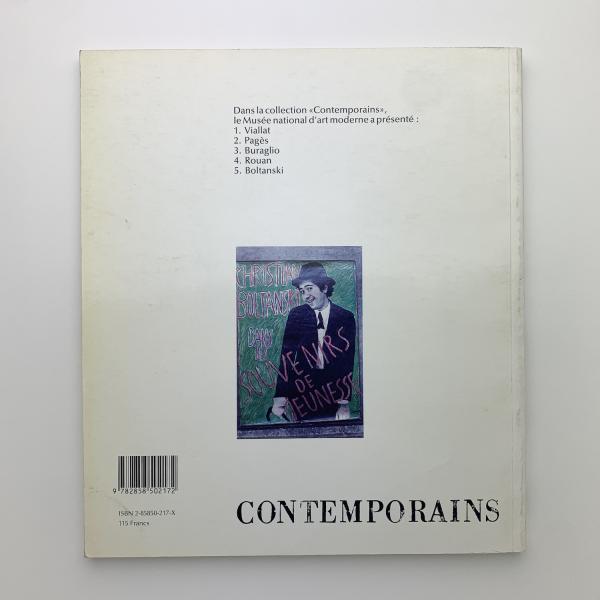 Dans la collection «Contemporains»,
le Musée national d'art moderne a présenté :
1. Viallat
2. Pagès
3. Buraglio
4. Rouan
5. Boltanski
CHRISTIAN
BOLTANSKI
DANS
SES
SOUVENIRS
DE
JEUNESSE
9 782858 502172
ISBN 2-85850-217-X
115 Francs
CONTEMPORAINS